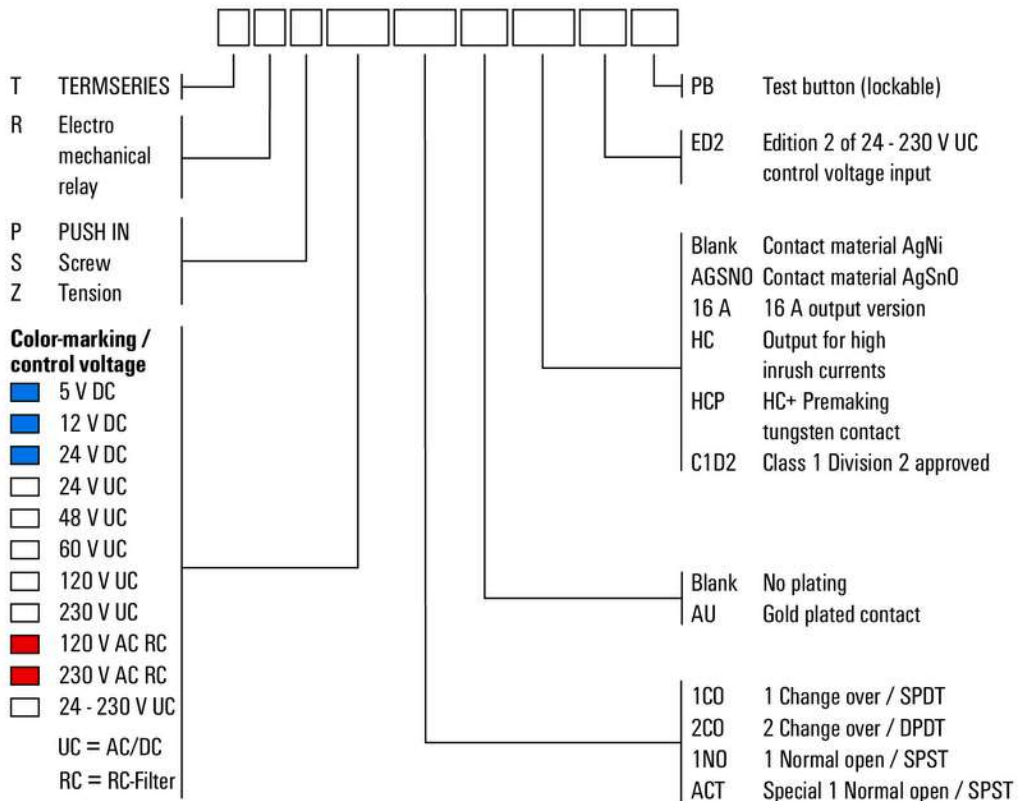 T TERMSERIES
R Electro
mechanical
relay
P PUSH IN
S Screw
Z Tension
Color-marking /
control voltage
5 V DC
12 V DC
24 V DC
24 V UC
48 V UC
60 V UC
120 V UC
230 V UC
120 V AC RC
230 V AC RC
24 - 230 V UC
UC = AC/DC
RC = RC-Filter
PB Test button (lockable)
ED2 Edition 2 of 24 - 230 V UC
control voltage input
Blank Contact material AgNi
AGSNO Contact material AgSnO
16 A 16 A output version
HC Output for high
inrush currents
HCP HC+ Premaking
tungsten contact
C1D2 Class 1 Division 2 approved
Blank No plating
AU Gold plated contact
1CO 1 Change over / SPDT
2CO 2 Change over / DPDT
1NO 1 Normal open / SPST
ACT Special 1 Normal open / SPST